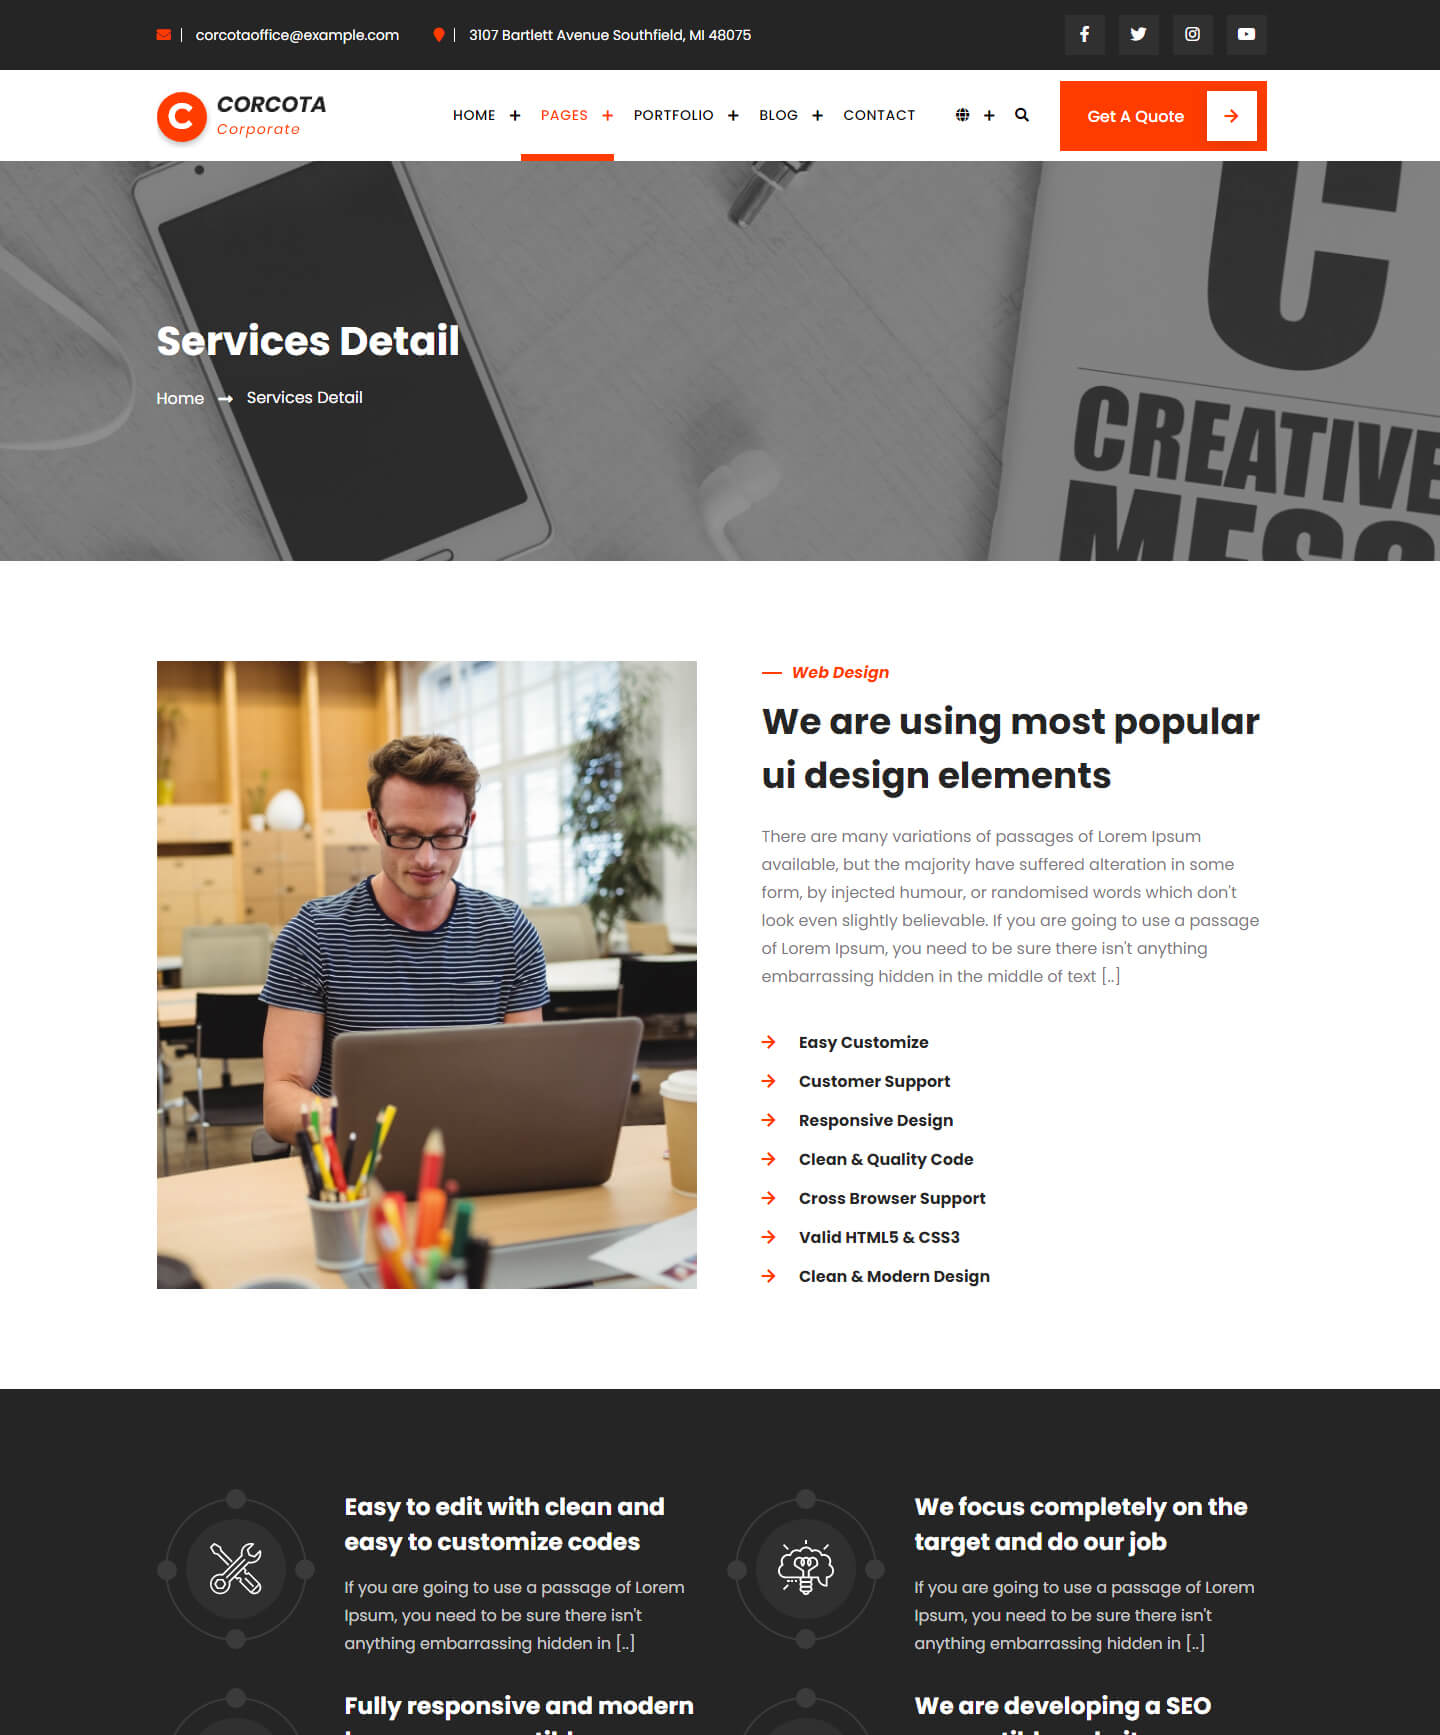 corcotaoffice@example.com
3107 Bartlett Avenue Southfield, MI 48075
C
CORCOTA
Corporate
HOME
PAGES
PORTFOLIO
BLOG
CONTACT
Get A Quote
C
CREATIVE
Services Detail
Home
Services Detail
Web Design
We are using most popular
ui design elements
There are many variations of passages of Lorem Ipsum
available, but the majority have suffered alteration in some
form, by injected humour, or randomised words which don't
look even slightly believable. If you are going to use a passage
of Lorem Ipsum, you need to be sure there isn't anything
embarrassing hidden in the middle of text [..]
Easy Customize
Customer Support
Responsive Design
Clean & Quality Code
Cross Browser Support
Valid HTML5 & CSS3
Clean & Modern Design
Easy to edit with clean and
easy to customize codes
If you are going to use a passage of Lorem
Ipsum, you need to be sure there isn't
anything embarrassing hidden in [..]
We focus completely on the
target and do our job
If you are going to use a passage of Lorem
Ipsum, you need to be sure there isn't
anything embarrassing hidden in [..]
Fully responsive and modern
We are developing a SEO